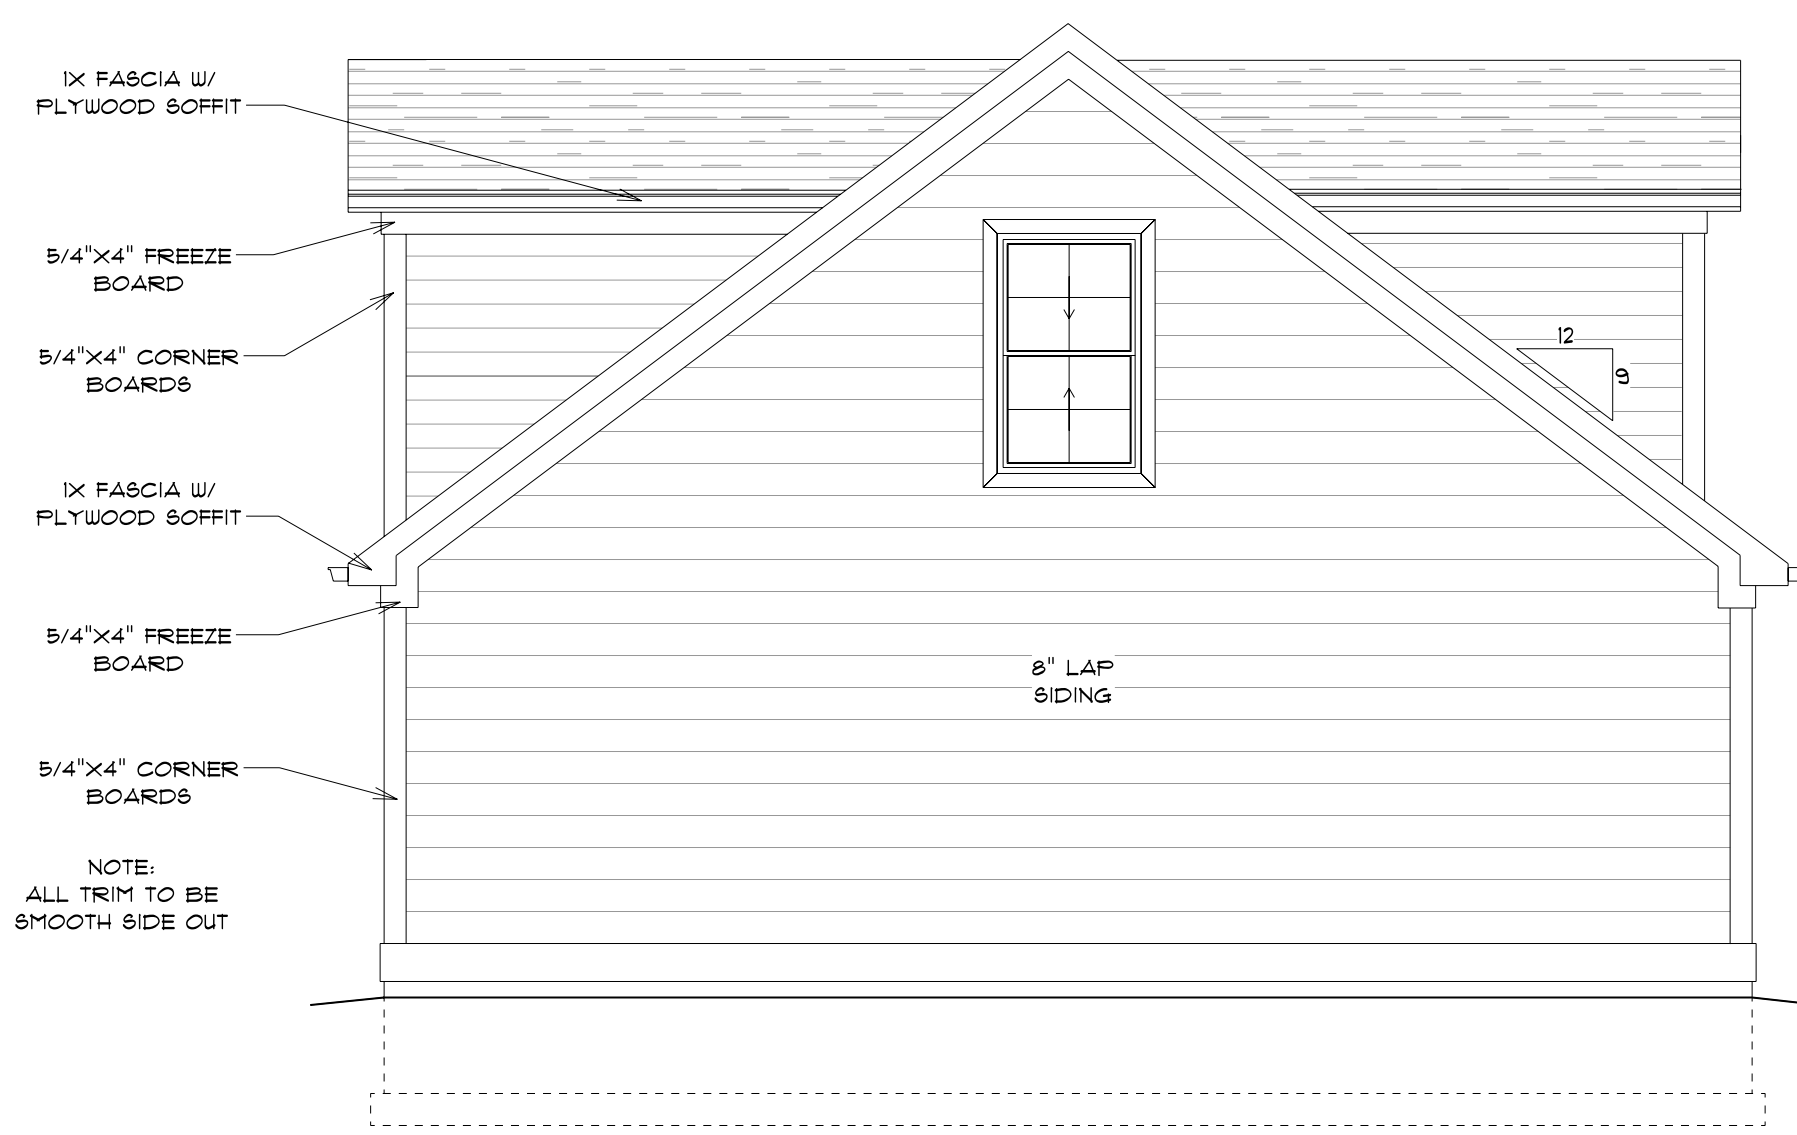 1X FASCIA W/
PLYWOOD SOFFIT
5/4"X4" FREEZE
BOARD
5/4"X4" CORNER
BOARDS
12
9
1X FASCIA W/
PLYWOOD SOFFIT
5/4"X4" FREEZE
BOARD
8" LAP
SIDING
5/4"X4" CORNER
BOARDS
NOTE:
ALL TRIM TO BE
SMOOTH SIDE OUT